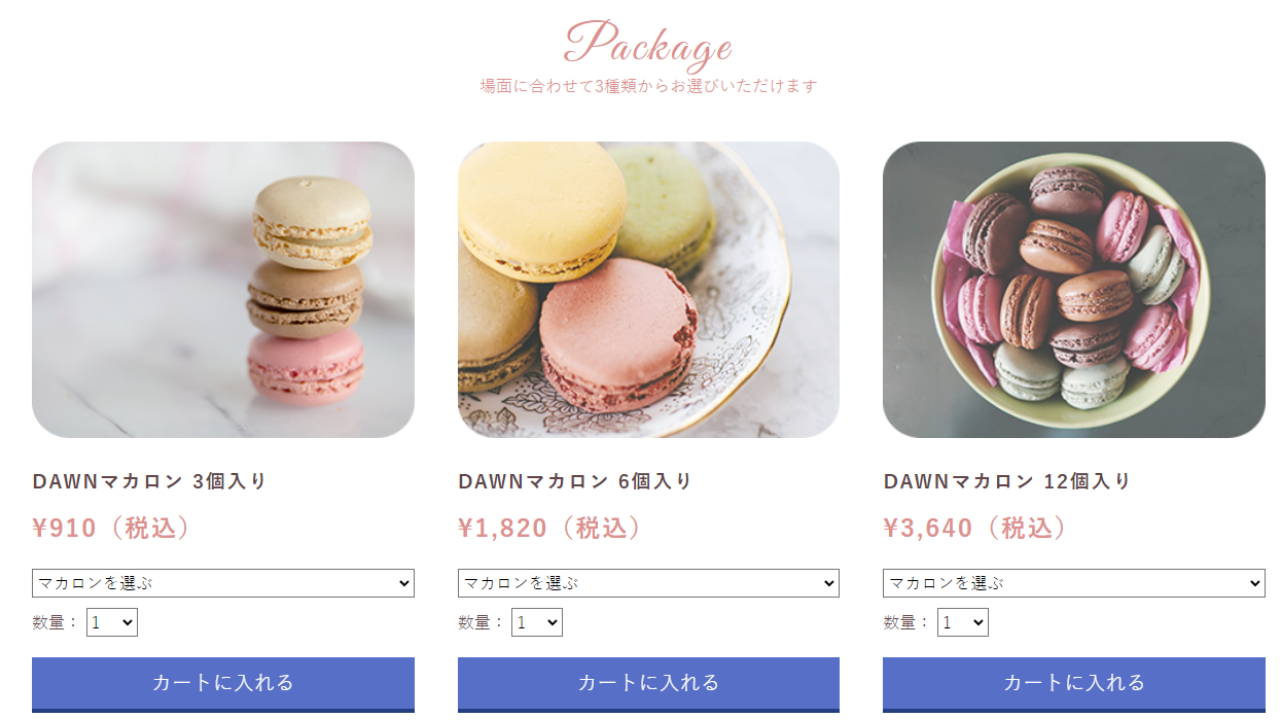 Package
場面に合わせて3種類からお選びいただけます
DAWNマカロン 3個入り
¥910（税込）
マカロンを選ぶ
数量： 1
カートに入れる
DAWNマカロン 6個入り
¥1,820（税込）
マカロンを選ぶ
数量： 1
カートに入れる
DAWNマカロン 12個入り
¥3,640（税込）
マカロンを選ぶ
数量： 1
カートに入れる